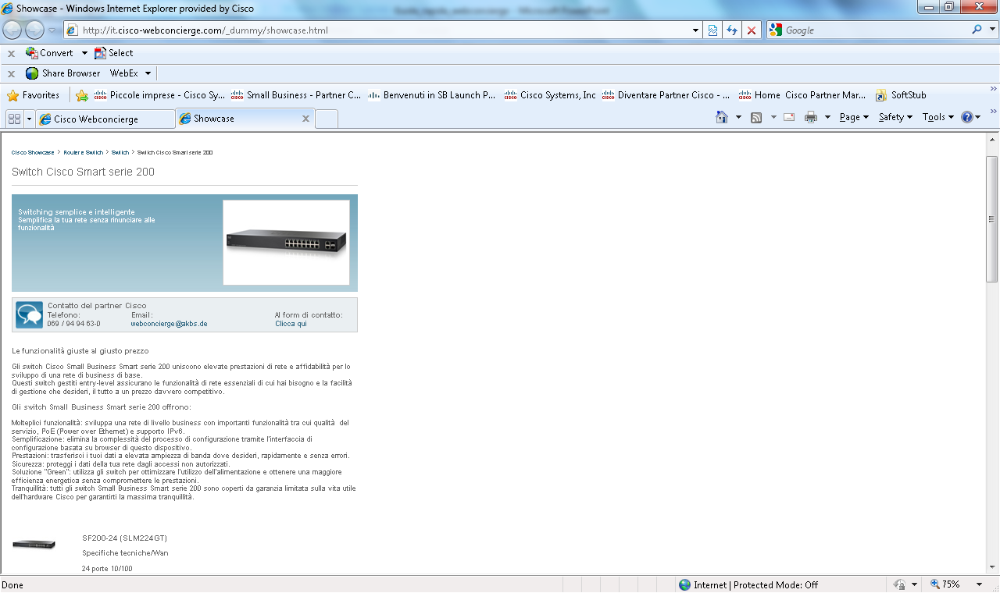 Showcase - Windows Internet Explorer provided by Cisco
http://it.cisco-webconcierge.com/_dummy/showcase.html
Google
x Convert Select
x Share Browser WebEx
Favorites Piccole imprese - Cisco Sy... Small Business - Partner C... Benvenuti in SB Launch P... Cisco Systems, Inc Diventare Partner Cisco - ... Home Cisco Partner Mar... SoftStub
Cisco Webconcierge Showcase Page Safety Tools
Cisco Showcase > Router e Switch > Switch > Switch Cisco Smart serie 200
Switch Cisco Smart serie 200
Switching semplice e intelligente
Semplifica la tua rete senza rinunciare alle
funzionalità
Contatto del partner Cisco
Telefono: Email: Al form di contatto:
069 / 94 94 63-0 webconcierge@akbs.de Clicca qui
Le funzionalità giuste al giusto prezzo
Gli switch Cisco Small Business Smart serie 200 uniscono elevate prestazioni di rete e affidabilità per lo
sviluppo di una rete di business di base.
Questi switch gestiti entry-level assicurano le funzionalità di rete essenziali di cui hai bisogno e la facilità
di gestione che desideri, il tutto a un prezzo davvero competitivo.
Gli switch Small Business Smart serie 200 offrono:
Molteplici funzionalità: sviluppa una rete di livello business con importanti funzionalità tra cui qualità del
servizio, PoE (Power over Ethernet) e supporto IPv6.
Semplificazione: elimina la complessità del processo di configurazione tramite l'interfaccia di
configurazione basata su browser di questo dispositivo.
Prestazioni: trasferisci i tuoi dati a elevata ampiezza di banda dove desideri, rapidamente e senza errori.
Sicurezza: proteggi i dati della tua rete dagli accessi non autorizzati.
Soluzione "Green": utilizza gli switch per ottimizzare l'utilizzo dell'alimentazione e ottenere una maggiore
efficienza energetica senza compromettere le prestazioni.
Tranquillità: tutti gli switch Small Business Smart serie 200 sono coperti da garanzia limitata sulla vita utile
dell'hardware Cisco per garantirti la massima tranquillità.
SF200-24 (SLM224GT)
Specifiche tecniche/Wan
24 porte 10/100
Done Internet | Protected Mode: Off 75%